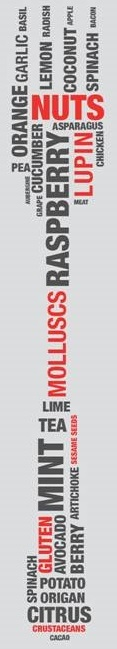 BASIL
GARLIC
ORANGE
LEMON
RADISH
COCONUT
APPLE
SPINACH
BACON
NUTS
ASPARAGUS
CUCUMBER
PEA
AUBERGINE
GRAPE
RASPBERRY
LUPIN
CHICKEN
MEAT
MOLLUSCS
LIME
TEA
MINT
SESAME SEEDS
ARTICHOKE
GLUTEN
AVOCADO
BERRY
SPINACH
POTATO
ORIGAN
CITRUS
CRUSTACEANS
CACAO